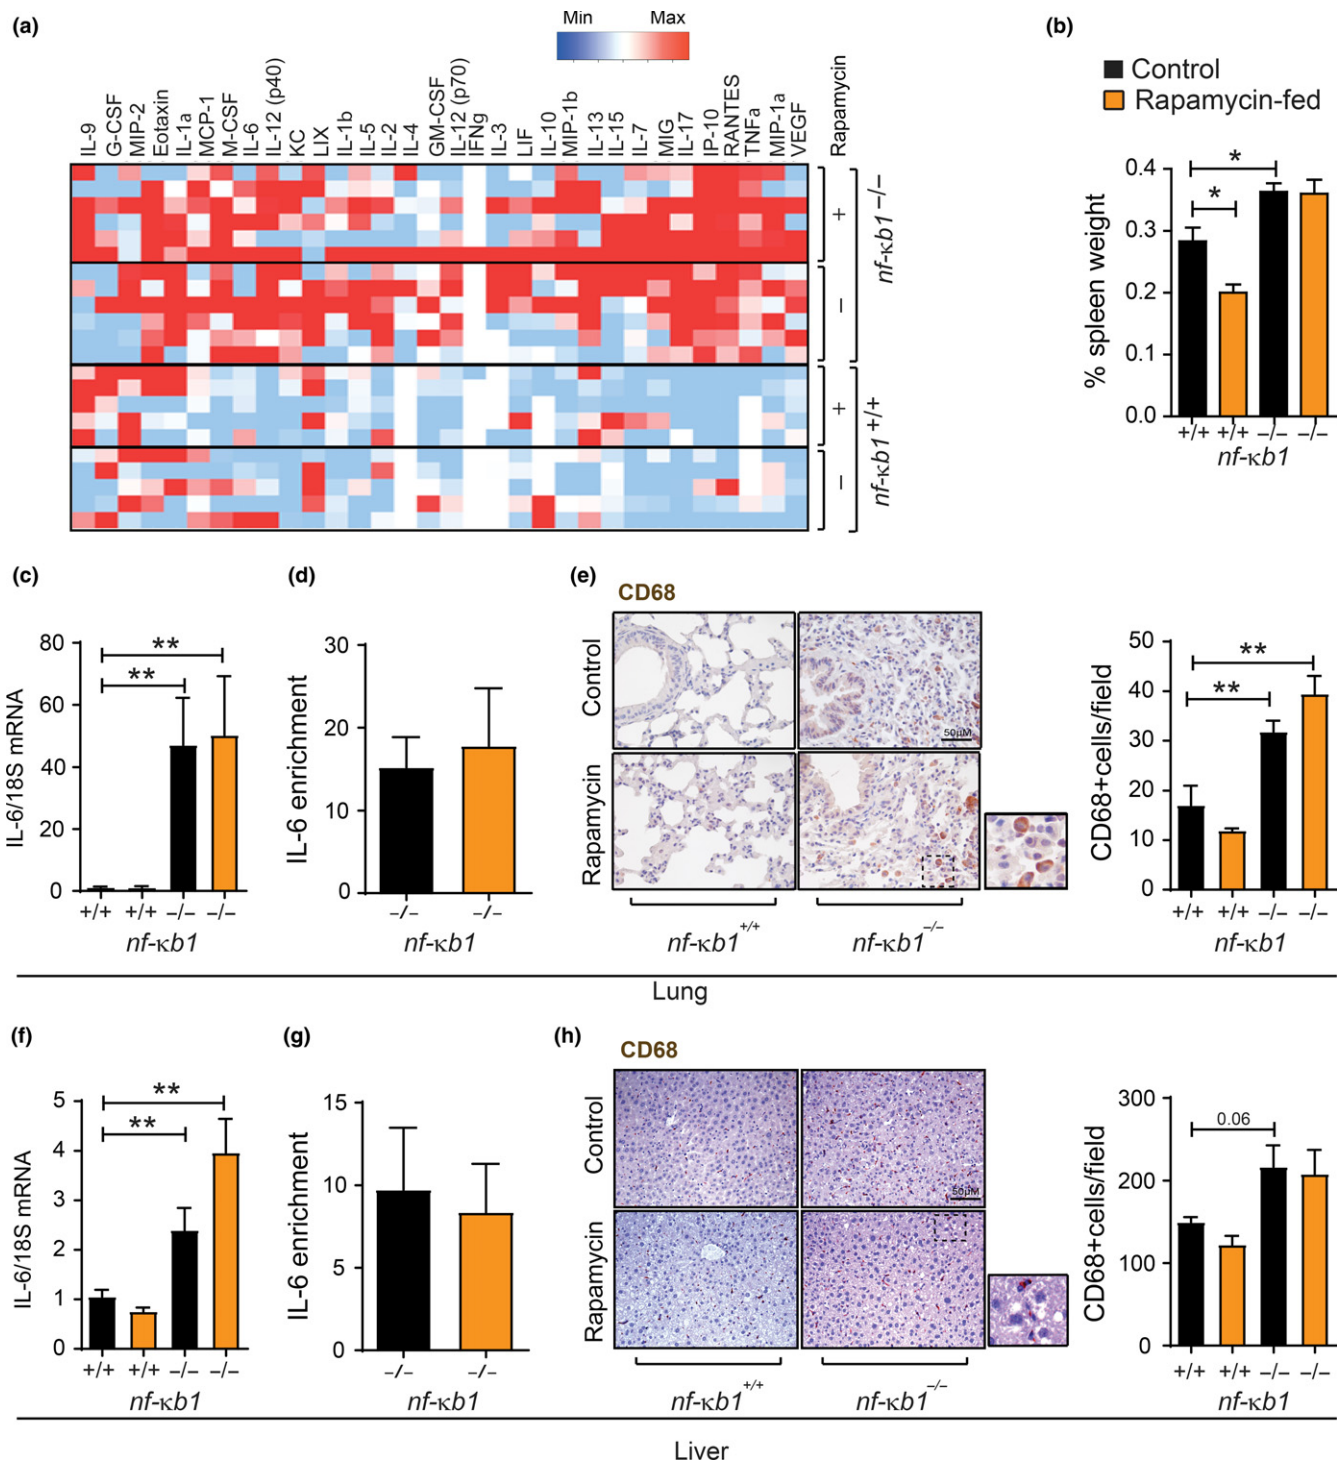 (a)
Min Max
IL-9
G-CSF
MIP-2
Eotaxin
IL-1a
MCP-1
M-CSF
IL-6
IL-12 (p40)
KC
LIX
IL-1b
IL-5
IL-2
IL-4
GM-CSF
IL-12 (p70)
IFNg
IL-3
LIF
IL-10
MIP-1b
IL-13
IL-15
IL-7
MIG
IL-17
IP-10
RANTES
TNFa
MIP-1a
VEGF
Rapamycin
+
–
+
–
nf-κb1 –/–
nf-κb1 +/+
(b)
Control
Rapamycin-fed
% spleen weight
0.4
0.3
0.2
0.1
0.0
*
*
+/+ +/+ –/– –/–
nf-κb1
(c)
IL-6/18S mRNA
80
60
40
20
0
**
**
+/+ +/+ –/– –/–
nf-κb1
(d)
IL-6 enrichment
30
20
10
0
–/– –/–
nf-κb1
(e)
CD68
Control
Rapamycin
50µM
nf-κb1+/+ nf-κb1–/–
CD68+cells/field
50
40
30
20
10
0
**
**
+/+ +/+ –/– –/–
nf-κb1
Lung
(f)
IL-6/18S mRNA
5
4
3
2
1
0
**
**
+/+ +/+ –/– –/–
nf-κb1
(g)
IL-6 enrichment
15
10
5
0
–/– –/–
nf-κb1
(h)
CD68
Control
Rapamycin
50µM
nf-κb1+/+ nf-κb1–/–
CD68+cells/field
300
200
100
0
0.06
+/+ +/+ –/– –/–
nf-κb1
Liver